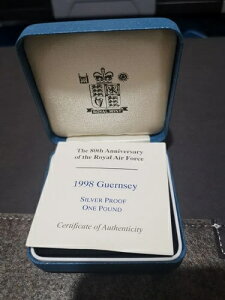 ROYAL MINT
The 80th Anniversary
of the Royal Air Force
1998 Guernsey
SILVER PROOF
ONE POUND
Certificate of Authenticity